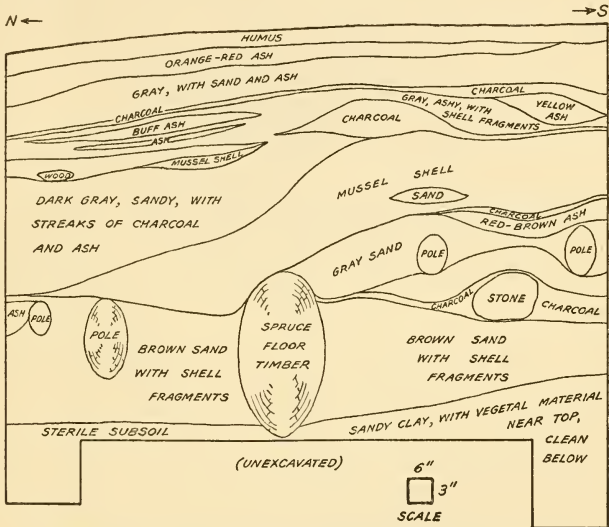 N ←
→ S
HUMUS
ORANGE-RED ASH
GRAY, WITH SAND AND ASH
CHARCOAL
BUFF ASH
ASH
MUSSEL SHELL
WOOD
CHARCOAL
CHARCOAL
GRAY, ASHY, WITH
SHELL FRAGMENTS
YELLOW
ASH
DARK GRAY, SANDY, WITH
STREAKS OF CHARCOAL
AND ASH
MUSSEL SHELL
SAND
CHARCOAL
RED-BROWN ASH
GRAY SAND
POLE
POLE
ASH
POLE
POLE
BROWN SAND
WITH SHELL
FRAGMENTS
SPRUCE
FLOOR
TIMBER
CHARCOAL
STONE
CHARCOAL
BROWN SAND
WITH SHELL
FRAGMENTS
STERILE SUBSOIL
SANDY CLAY, WITH VEGETAL MATERIAL
NEAR TOP,
CLEAN
BELOW
(UNEXCAVATED)
6"
3"
SCALE